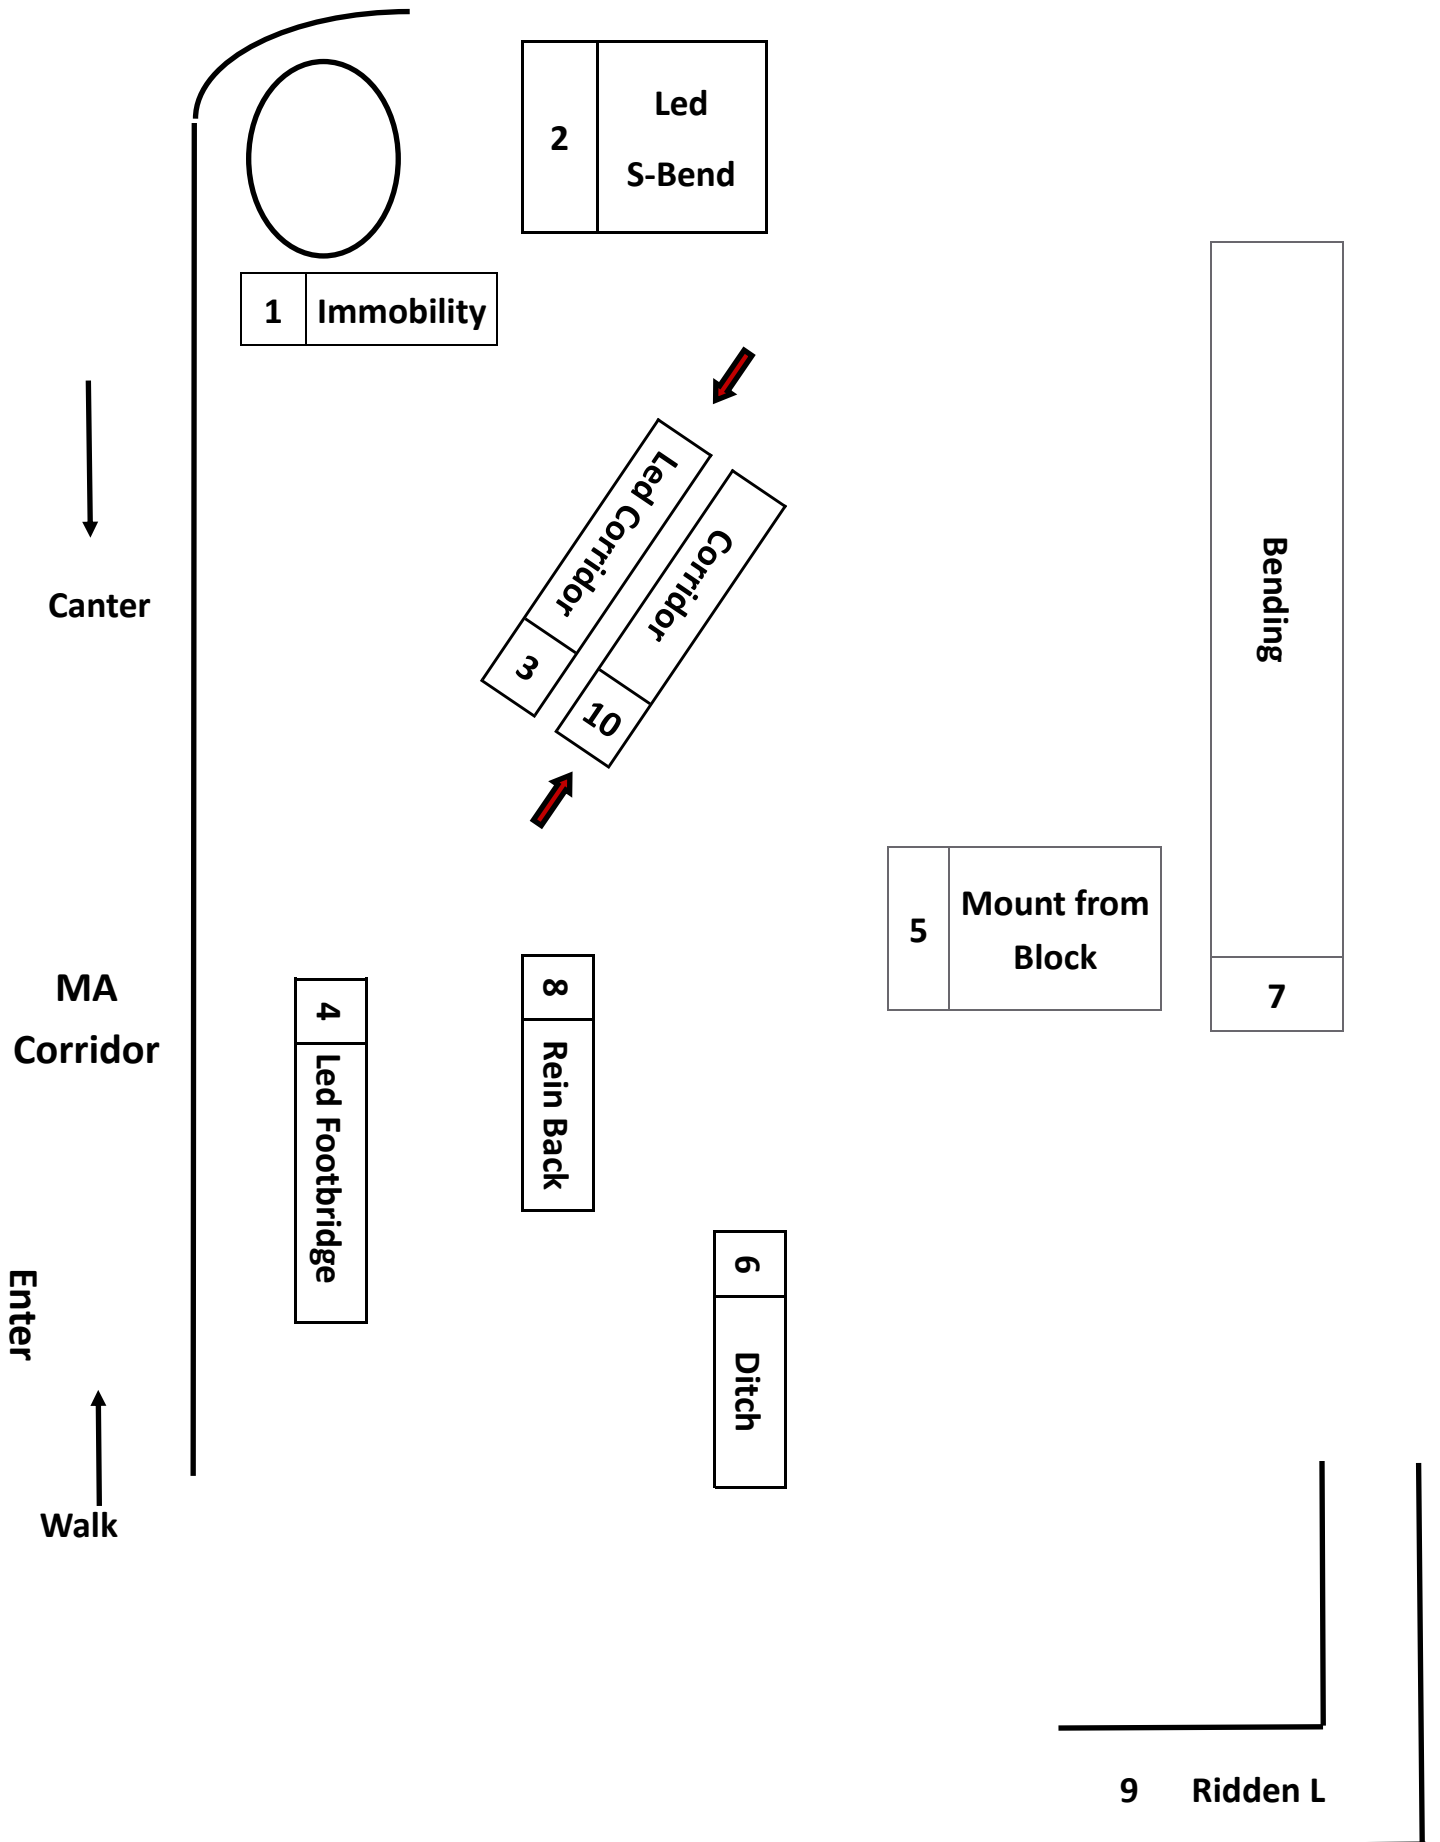 2
Led
S-Bend
1
Immobility
Led Corridor
3
Corridor
10
Canter
Bending
7
5
Mount from
Block
MA
Corridor
4
Led Footbridge
8
Rein Back
6
Ditch
Enter
Walk
9 Ridden L